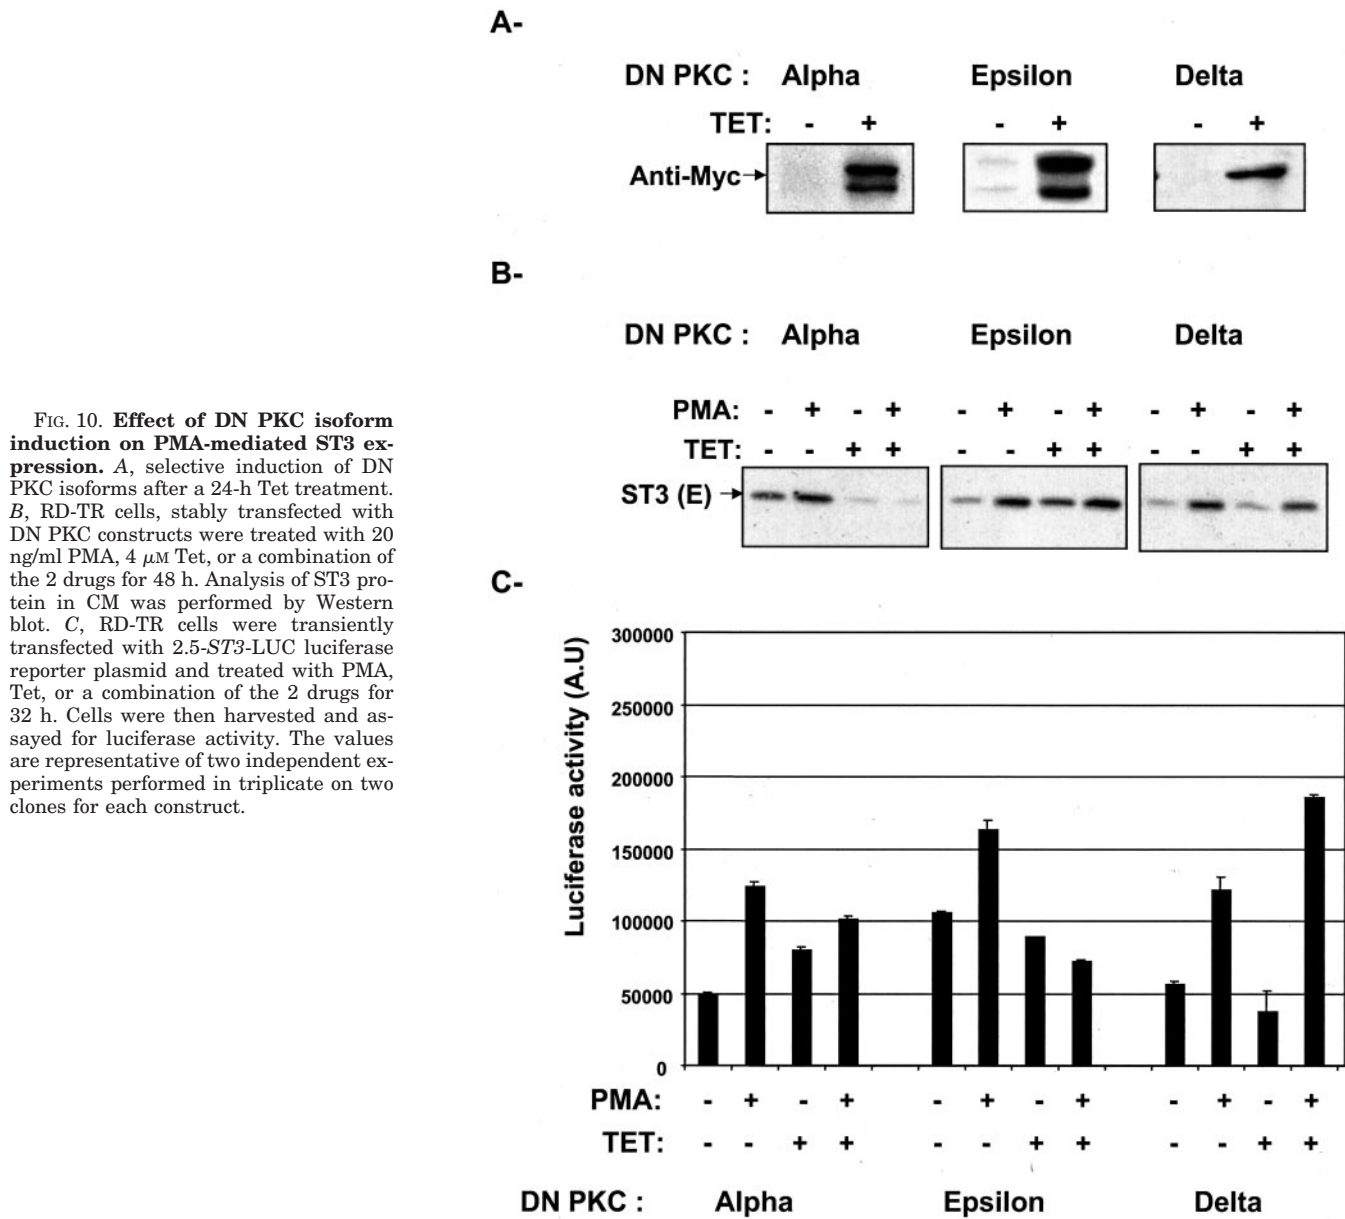 A-
DN PKC : Alpha Epsilon Delta
TET: - + - + - +
Anti-Myc
B-
DN PKC : Alpha Epsilon Delta
PMA: - + - + - + - + - + - +
TET: - - + + - - + + - - + +
ST3 (E)
C-
FIG. 10. Effect of DN PKC isoform
induction on PMA-mediated ST3 ex-
pression. A, selective induction of DN
PKC isoforms after a 24-h Tet treatment.
B, RD-TR cells, stably transfected with
DN PKC constructs were treated with 20
ng/ml PMA, 4 μM Tet, or a combination of
the 2 drugs for 48 h. Analysis of ST3 pro-
tein in CM was performed by Western
blot. C, RD-TR cells were transiently
transfected with 2.5-ST3-LUC luciferase
reporter plasmid and treated with PMA,
Tet, or a combination of the 2 drugs for
32 h. Cells were then harvested and as-
sayed for luciferase activity. The values
are representative of two independent ex-
periments performed in triplicate on two
clones for each construct.
Luciferase activity (A.U)
300000
250000
200000
150000
100000
50000
0
PMA: - + - + - + - + - + - +
TET: - - + + - - + + - - + +
DN PKC : Alpha Epsilon Delta